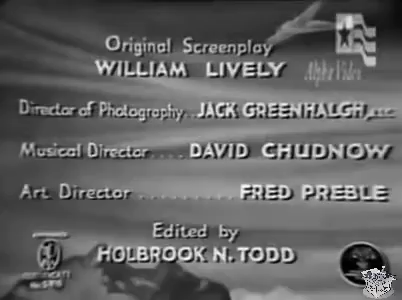 Original Screenplay
WILLIAM LIVELY
Alpha Video
Director of Photography.. JACK GREENHALGH, A.S.C.
Musical Director .... DAVID CHUDNOW
Art Director ......... FRED PREBLE
Edited by
HOLBROOK N. TODD